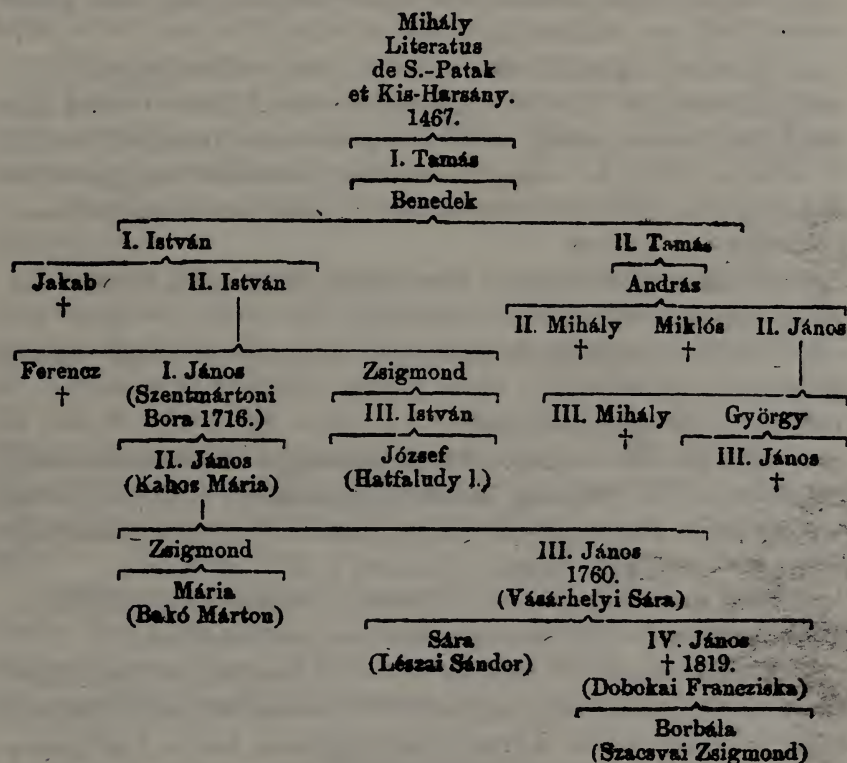 Mihály
Literatus
de S.-Patak
et Kis-Harsány.
1467.
I. Tamás
Benedek
I. István II. Tamás
Jakab II. István András
† II. Mihály Miklós II. János
† †
Ferencz I. János Zsigmond
† (Szentmártoni III. István III. Mihály György
Bora 1716.) † III. János
II. János József †
(Kahos Mária) (Hatfaludy l.)
Zsigmond III. János
Mária 1760.
(Bakó Márton) (Vásárhelyi Sára)
Sára IV. János
(Lészai Sándor) † 1819.
(Dobokai Francziska)
Borbála
(Szacsvai Zsigmond)